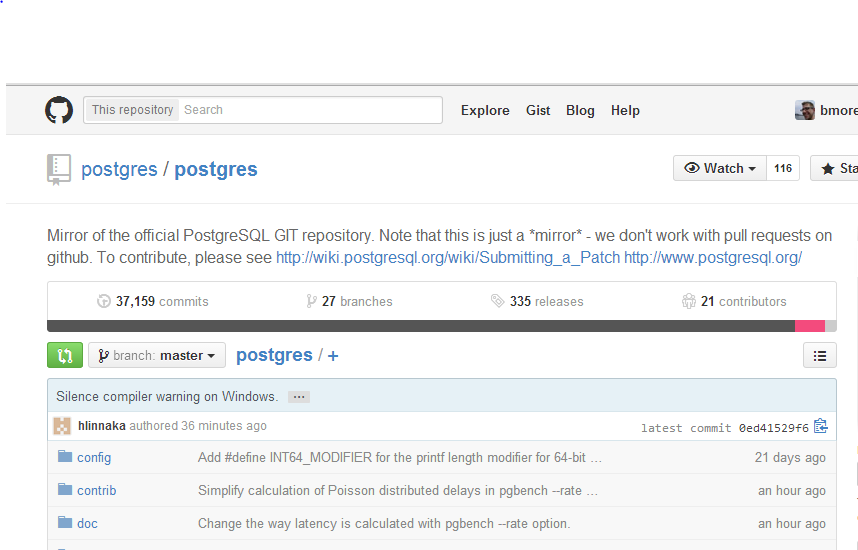 This repository Search Explore Gist Blog Help bmore
postgres / postgres Watch 116 Sta
Mirror of the official PostgreSQL GIT repository. Note that this is just a *mirror* - we don't work with pull requests on
github. To contribute, please see http://wiki.postgresql.org/wiki/Submitting_a_Patch http://www.postgresql.org/
37,159 commits 27 branches 335 releases 21 contributors
branch: master postgres / +
Silence compiler warning on Windows. ...
hlinnaka authored 36 minutes ago latest commit 0ed41529f6
config Add #define INT64_MODIFIER for the printf length modifier for 64-bit … 21 days ago
contrib Simplify calculation of Poisson distributed delays in pgbench --rate … an hour ago
doc Change the way latency is calculated with pgbench --rate option. an hour ago